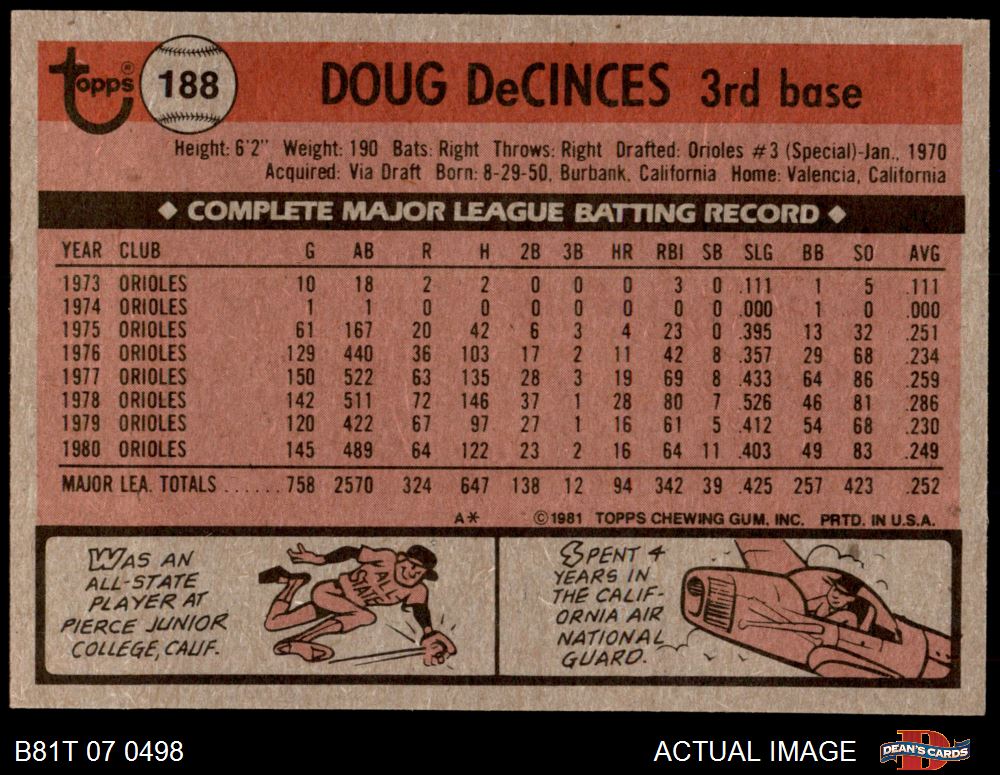 topps® 188 DOUG DeCINCES 3rd base
Height: 6'2" Weight: 190 Bats: Right Throws: Right Drafted: Orioles #3 (Special)-Jan., 1970
Acquired: Via Draft Born: 8-29-50, Burbank, California Home: Valencia, California
◆ COMPLETE MAJOR LEAGUE BATTING RECORD ◆
YEAR CLUB G AB R H 2B 3B HR RBI SB SLG BB SO AVG
1973 ORIOLES 10 18 2 2 0 0 0 3 0 .111 1 5 .111
1974 ORIOLES 1 1 0 0 0 0 0 0 0 .000 1 0 .000
1975 ORIOLES 61 167 20 42 6 3 4 23 0 .395 13 32 .251
1976 ORIOLES 129 440 36 103 17 2 11 42 8 .357 29 68 .234
1977 ORIOLES 150 522 63 135 28 3 19 69 8 .433 64 86 .259
1978 ORIOLES 142 511 72 146 37 1 28 80 7 .526 46 81 .286
1979 ORIOLES 120 422 67 97 27 1 16 61 5 .412 54 68 .230
1980 ORIOLES 145 489 64 122 23 2 16 64 11 .403 49 83 .249
MAJOR LEA. TOTALS ...... 758 2570 324 647 138 12 94 342 39 .425 257 423 .252
A* ©1981 TOPPS CHEWING GUM, INC. PRTD. IN U.S.A.
WAS AN
ALL-STATE
PLAYER AT
PIERCE JUNIOR
COLLEGE, CALIF.
ALL
STATE
SPENT 4
YEARS IN
THE CALIF-
ORNIA AIR
NATIONAL
GUARD.
B81T 07 0498 ACTUAL IMAGE DEAN'S CARDS